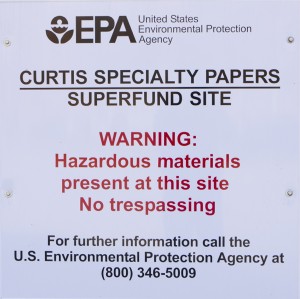 EPA
United States
Environmental Protection
Agency
CURTIS SPECIALTY PAPERS
SUPERFUND SITE
WARNING:
Hazardous materials
present at this site
No trespassing
For further information call the
U.S. Environmental Protection Agency at
(800) 346-5009